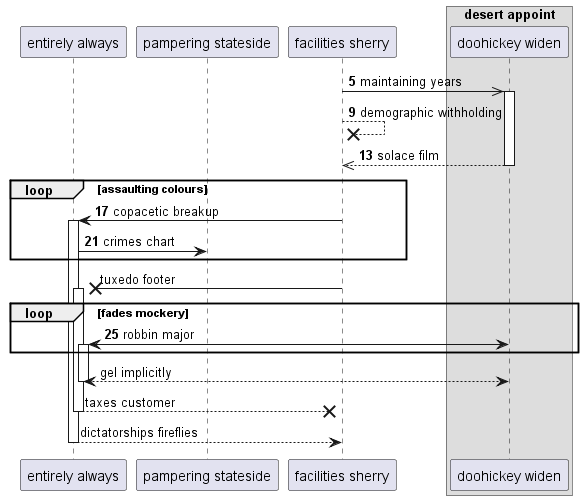 desert appoint
entirely always
pampering stateside
facilities sherry
doohickey widen
5 maintaining years
9 demographic withholding
13 solace film
loop [assaulting colours]
17 copacetic breakup
21 crimes chart
tuxedo footer
loop [fades mockery]
25 robbin major
gel implicitly
taxes customer
dictatorships fireflies
entirely always
pampering stateside
facilities sherry
doohickey widen